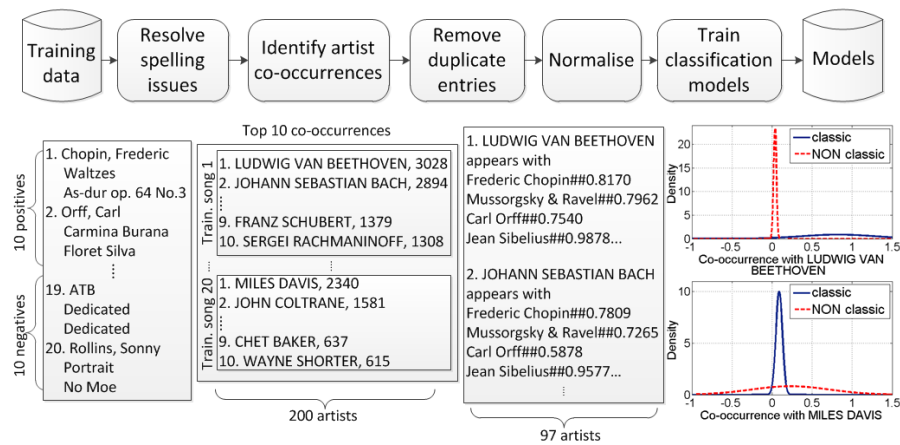 Training
data
Resolve
spelling
issues
Identify artist
co-occurrences
Remove
duplicate
entries
Normalise
Train
classification
models
Models
10 positives
10 negatives
1. Chopin, Frederic
Waltzes
As-dur op. 64 No.3
2. Orff, Carl
Carmina Burana
Floret Silva
19. ATB
Dedicated
Dedicated
20. Rollins, Sonny
Portrait
No Moe
Top 10 co-occurrences
Train. song 1
1. LUDWIG VAN BEETHOVEN, 3028
2. JOHANN SEBASTIAN BACH, 2894
9. FRANZ SCHUBERT, 1379
10. SERGEI RACHMANINOFF, 1308
Train. song 20
1. MILES DAVIS, 2340
2. JOHN COLTRANE, 1581
9. CHET BAKER, 637
10. WAYNE SHORTER, 615
200 artists
1. LUDWIG VAN BEETHOVEN
appears with
Frederic Chopin##0.8170
Mussorgsky & Ravel##0.7962
Carl Orff##0.7540
Jean Sibelius##0.9878...
2. JOHANN SEBASTIAN BACH
appears with
Frederic Chopin##0.7809
Mussorgsky & Ravel##0.7265
Carl Orff##0.5878
Jean Sibelius##0.9577...
97 artists
classic
NON classic
Density
20
15
10
5
0
-1
-0.5
0
0.5
1
1.5
Co-occurrence with LUDWIG VAN
BEETHOVEN
classic
NON classic
Density
10
5
0
-1
-0.5
0
0.5
1
1.5
Co-occurrence with MILES DAVIS